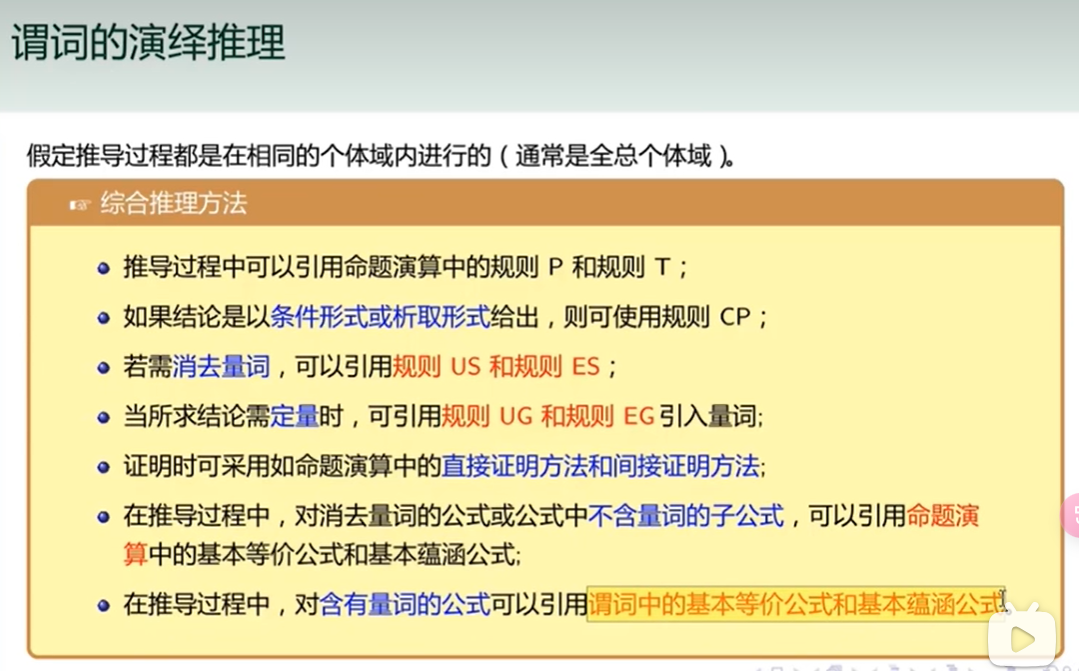 谓词的演绎推理
假定推导过程都是在相同的个体域内进行的（通常是全总个体域）。
☞ 综合推理方法
推导过程中可以引用命题演算中的规则 P 和规则 T；
如果结论是以条件形式或析取形式给出，则可使用规则 CP；
若需消去量词，可以引用规则 US 和规则 ES；
当所求结论需定量时，可引用规则 UG 和规则 EG 引入量词;
证明时可采用如命题演算中的直接证明方法和间接证明方法;
在推导过程中，对消去量词的公式或公式中不含量词的子公式，可以引用命题演
算中的基本等价公式和基本蕴涵公式;
在推导过程中，对含有量词的公式可以引用谓词中的基本等价公式和基本蕴涵公式